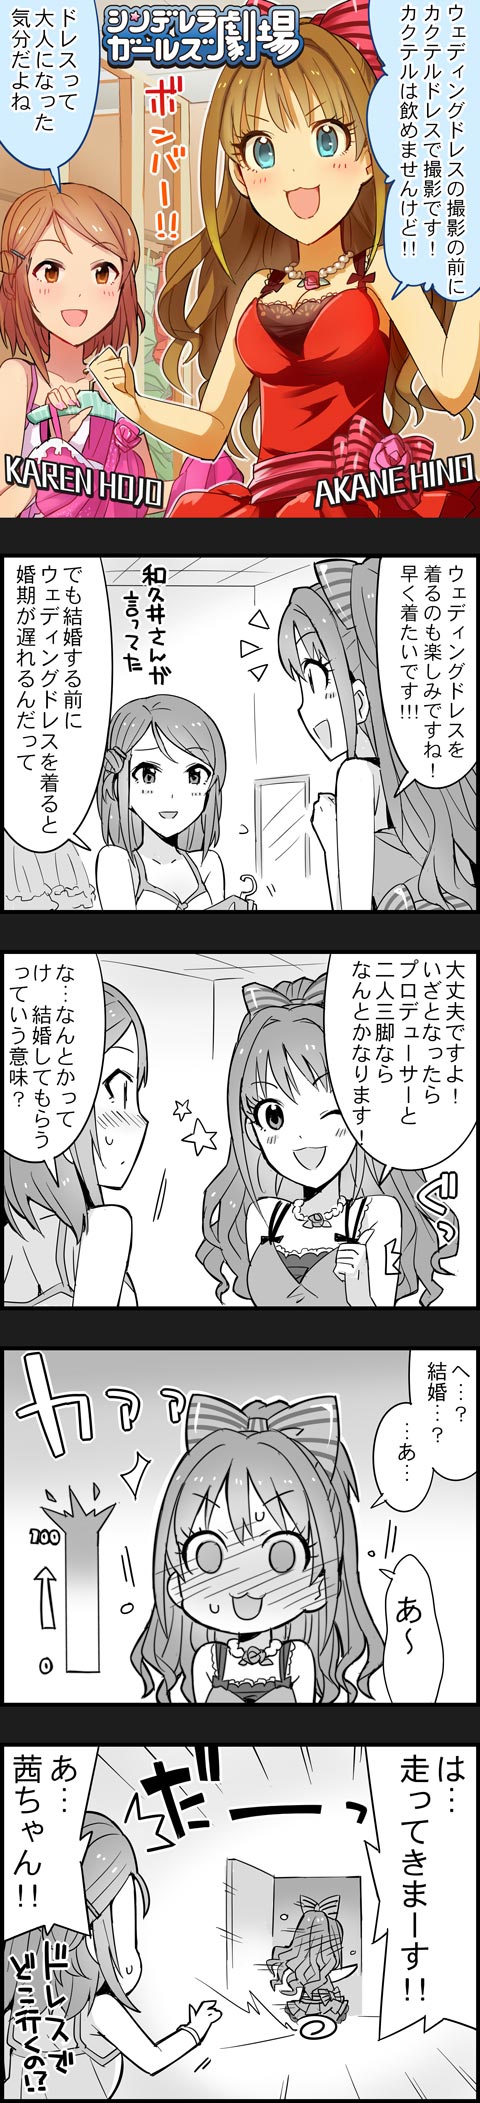 シンデレラ
ガールズ劇場
ウェディングドレスの撮影の前に
カクテルドレスで撮影です!
カクテルは飲めませんけど!!
ボンバー!!
ドレスって
大人になった
気分だよね
KAREN HOJO
AKANE HINO
ウェディングドレスを
着るのも楽しみですね!
早く着たいです!!!
和久井さんが
言ってた
でも結婚する前に
ウェディングドレスを着ると
婚期が遅れるんだって
大丈夫ですよ!
いざとなったら
プロデューサーと
二人三脚なら
なんとかなります!
ぐっ
な…なんとかって
け 結婚してもらう
っていう意味?
へ…?
結婚…?
…あ…
カァァァ
100
0
あ〜
は…
走ってきまーす!!
だーっ
あ…
茜ちゃん!!
ドレスで
どこ行くの!?